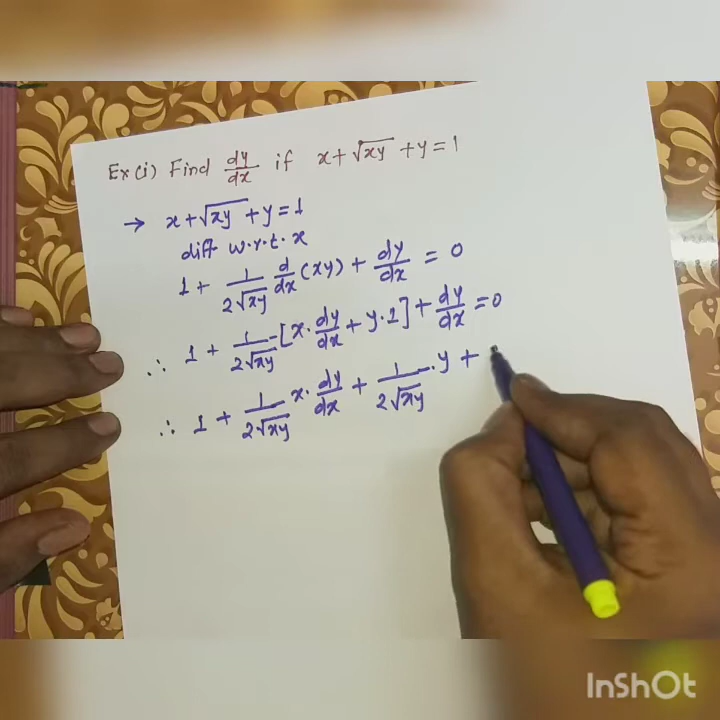 Ex(i) Find dy/dx if x+√xy +y=1
→ x+√xy +y=1
diff w.r.t. x
1 + 1/2√xy d/dx (xy) + dy/dx = 0
∴ 1 + 1/2√xy [x. dy/dx + y.1] + dy/dx =0
∴ 1 + 1/2√xy x. dy/dx + 1/2√xy .y +
InShOt